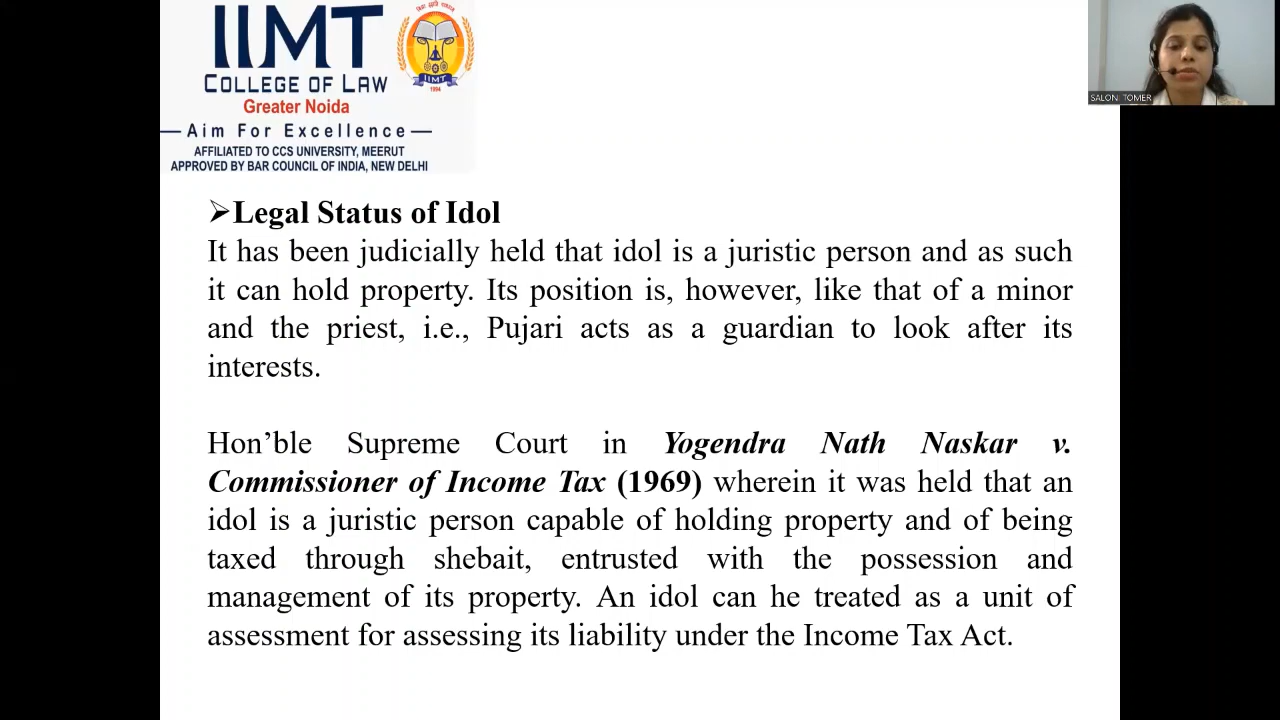 IIMT
COLLEGE OF LAW
Greater Noida
—Aim For Excellence—
AFFILIATED TO CCS UNIVERSITY, MEERUT
APPROVED BY BAR COUNCIL OF INDIA, NEW DELHI
IIMT
1994
SALONI TOMER
➢Legal Status of Idol
It has been judicially held that idol is a juristic person and as such
it can hold property. Its position is, however, like that of a minor
and the priest, i.e., Pujari acts as a guardian to look after its
interests.
Hon’ble Supreme Court in Yogendra Nath Naskar v.
Commissioner of Income Tax (1969) wherein it was held that an
idol is a juristic person capable of holding property and of being
taxed through shebait, entrusted with the possession and
management of its property. An idol can he treated as a unit of
assessment for assessing its liability under the Income Tax Act.